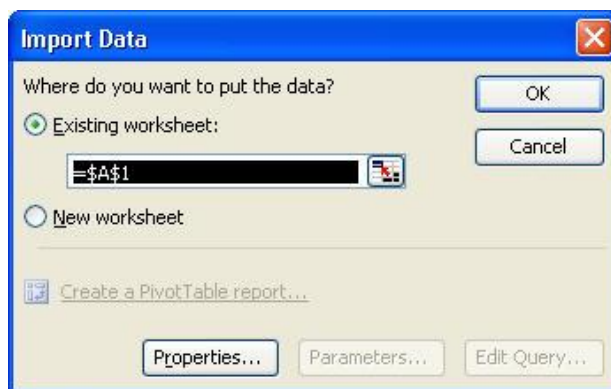 Import Data
Where do you want to put the data?
OK
Existing worksheet:
Cancel
=$A$1
New worksheet
Create a PivotTable report...
Properties... Parameters... Edit Query...